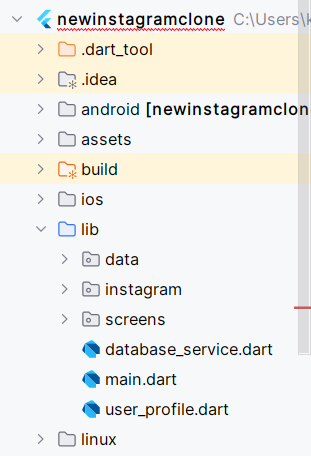 newinstagramclone C:\Users\
.dart_tool
.idea
android [newinstagramclon
assets
build
ios
lib
data
instagram
screens
database_service.dart
main.dart
user_profile.dart
linux